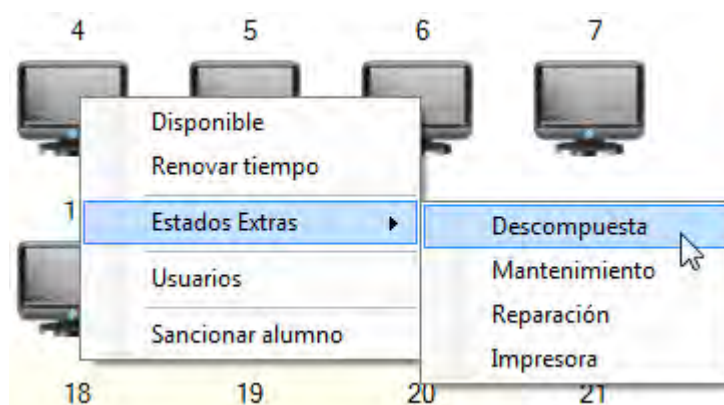 4 5 6 7
Disponible
Renovar tiempo
1
Estados Extras
Descompuesta
Usuarios
Mantenimiento
Reparación
Sancionar alumno
Impresora
18 19 20 21